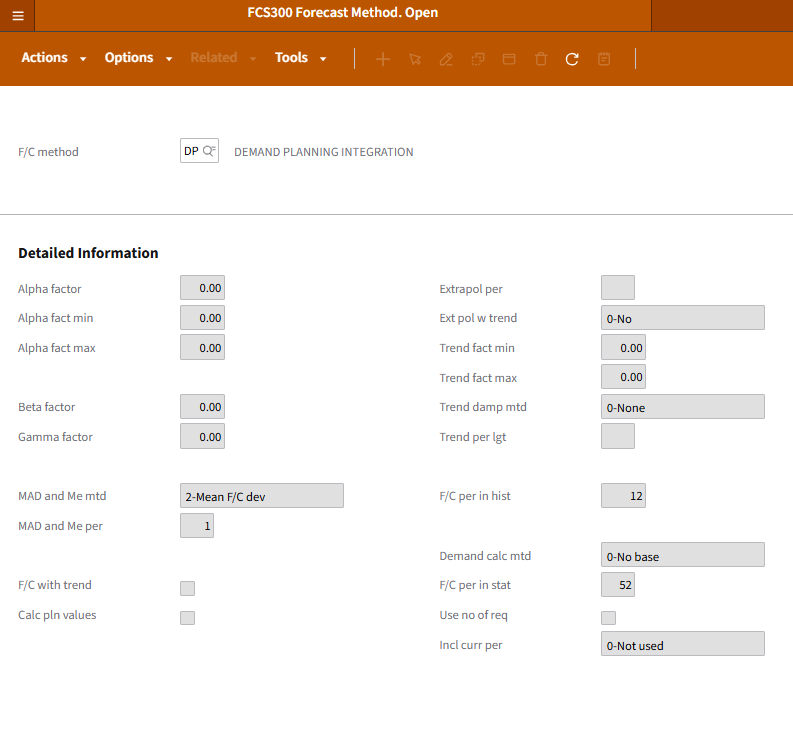 FCS300 Forecast Method. Open
Actions Options Related Tools
F/C method DP DEMAND PLANNING INTEGRATION
Detailed Information
Alpha factor 0.00 Extrapol per
Alpha fact min 0.00 Ext pol w trend 0-No
Alpha fact max 0.00 Trend fact min 0.00
Trend fact max 0.00
Beta factor 0.00 Trend damp mtd 0-None
Gamma factor 0.00 Trend per lgt
MAD and Me mtd 2-Mean F/C dev F/C per in hist 12
MAD and Me per 1
Demand calc mtd 0-No base
F/C with trend F/C per in stat 52
Calc pln values Use no of req
Incl curr per 0-Not used